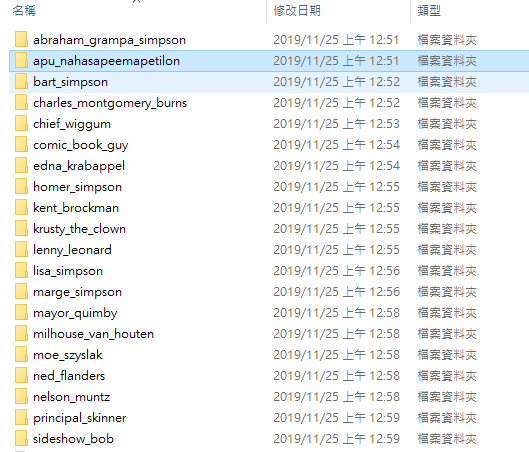 名稱 修改日期 類型
abraham_grampa_simpson 2019/11/25 上午 12:51 檔案資料夾
apu_nahasapeemapetilon 2019/11/25 上午 12:51 檔案資料夾
bart_simpson 2019/11/25 上午 12:52 檔案資料夾
charles_montgomery_burns 2019/11/25 上午 12:52 檔案資料夾
chief_wiggum 2019/11/25 上午 12:53 檔案資料夾
comic_book_guy 2019/11/25 上午 12:54 檔案資料夾
edna_krabappel 2019/11/25 上午 12:54 檔案資料夾
homer_simpson 2019/11/25 上午 12:55 檔案資料夾
kent_brockman 2019/11/25 上午 12:55 檔案資料夾
krusty_the_clown 2019/11/25 上午 12:55 檔案資料夾
lenny_leonard 2019/11/25 上午 12:55 檔案資料夾
lisa_simpson 2019/11/25 上午 12:56 檔案資料夾
marge_simpson 2019/11/25 上午 12:56 檔案資料夾
mayor_quimby 2019/11/25 上午 12:58 檔案資料夾
milhouse_van_houten 2019/11/25 上午 12:58 檔案資料夾
moe_szyslak 2019/11/25 上午 12:58 檔案資料夾
ned_flanders 2019/11/25 上午 12:58 檔案資料夾
nelson_muntz 2019/11/25 上午 12:58 檔案資料夾
principal_skinner 2019/11/25 上午 12:59 檔案資料夾
sideshow_bob 2019/11/25 上午 12:59 檔案資料夾